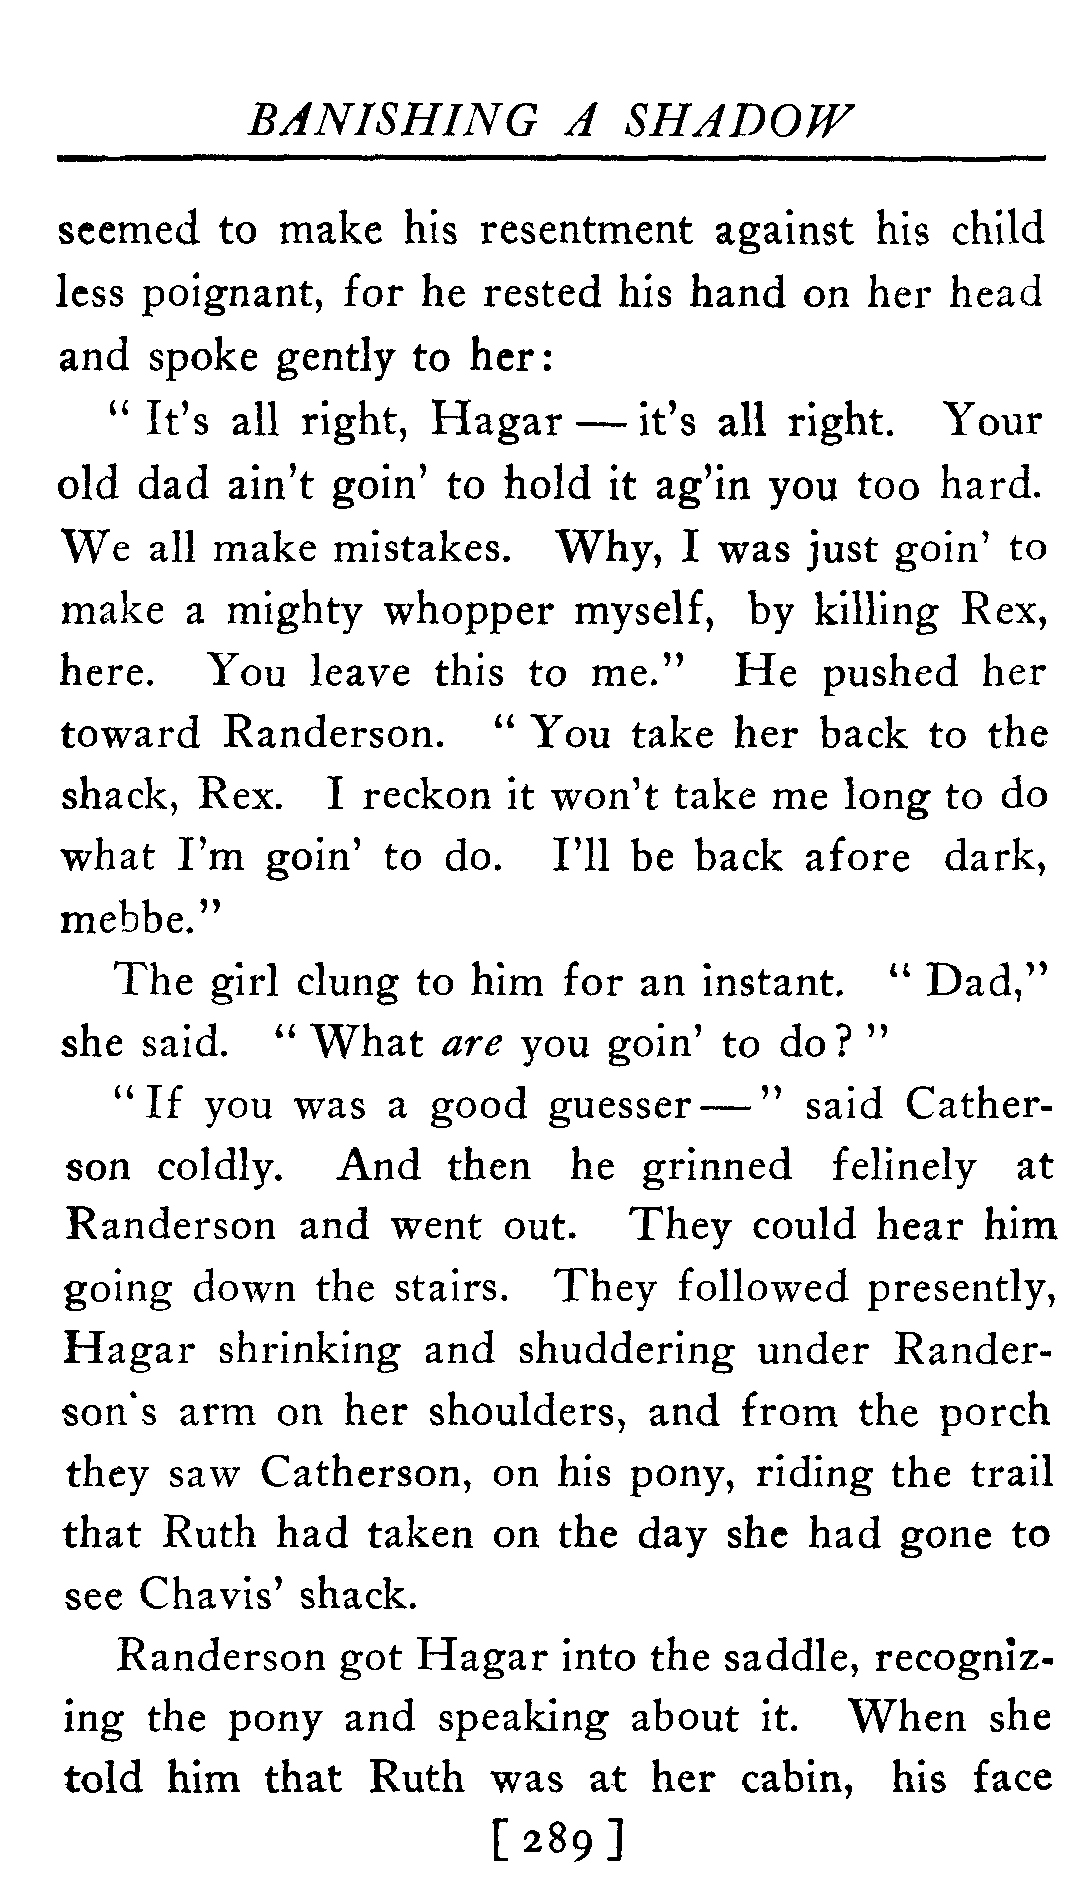 BANISHING A SHADOW
seemed to make his resentment against his child
less poignant, for he rested his hand on her head
and spoke gently to her:
" It's all right, Hagar — it's all right. Your
old dad ain't goin' to hold it ag'in you too hard.
We all make mistakes. Why, I was just goin' to
make a mighty whopper myself, by killing Rex,
here. You leave this to me." He pushed her
toward Randerson. " You take her back to the
shack, Rex. I reckon it won't take me long to do
what I'm goin' to do. I'll be back afore dark,
mebbe."
The girl clung to him for an instant. " Dad,"
she said. " What are you goin' to do? "
" If you was a good guesser — " said Cather-
son coldly. And then he grinned felinely at
Randerson and went out. They could hear him
going down the stairs. They followed presently,
Hagar shrinking and shuddering under Rander-
son's arm on her shoulders, and from the porch
they saw Catherson, on his pony, riding the trail
that Ruth had taken on the day she had gone to
see Chavis' shack.
Randerson got Hagar into the saddle, recogniz-
ing the pony and speaking about it. When she
told him that Ruth was at her cabin, his face
[ 289 ]